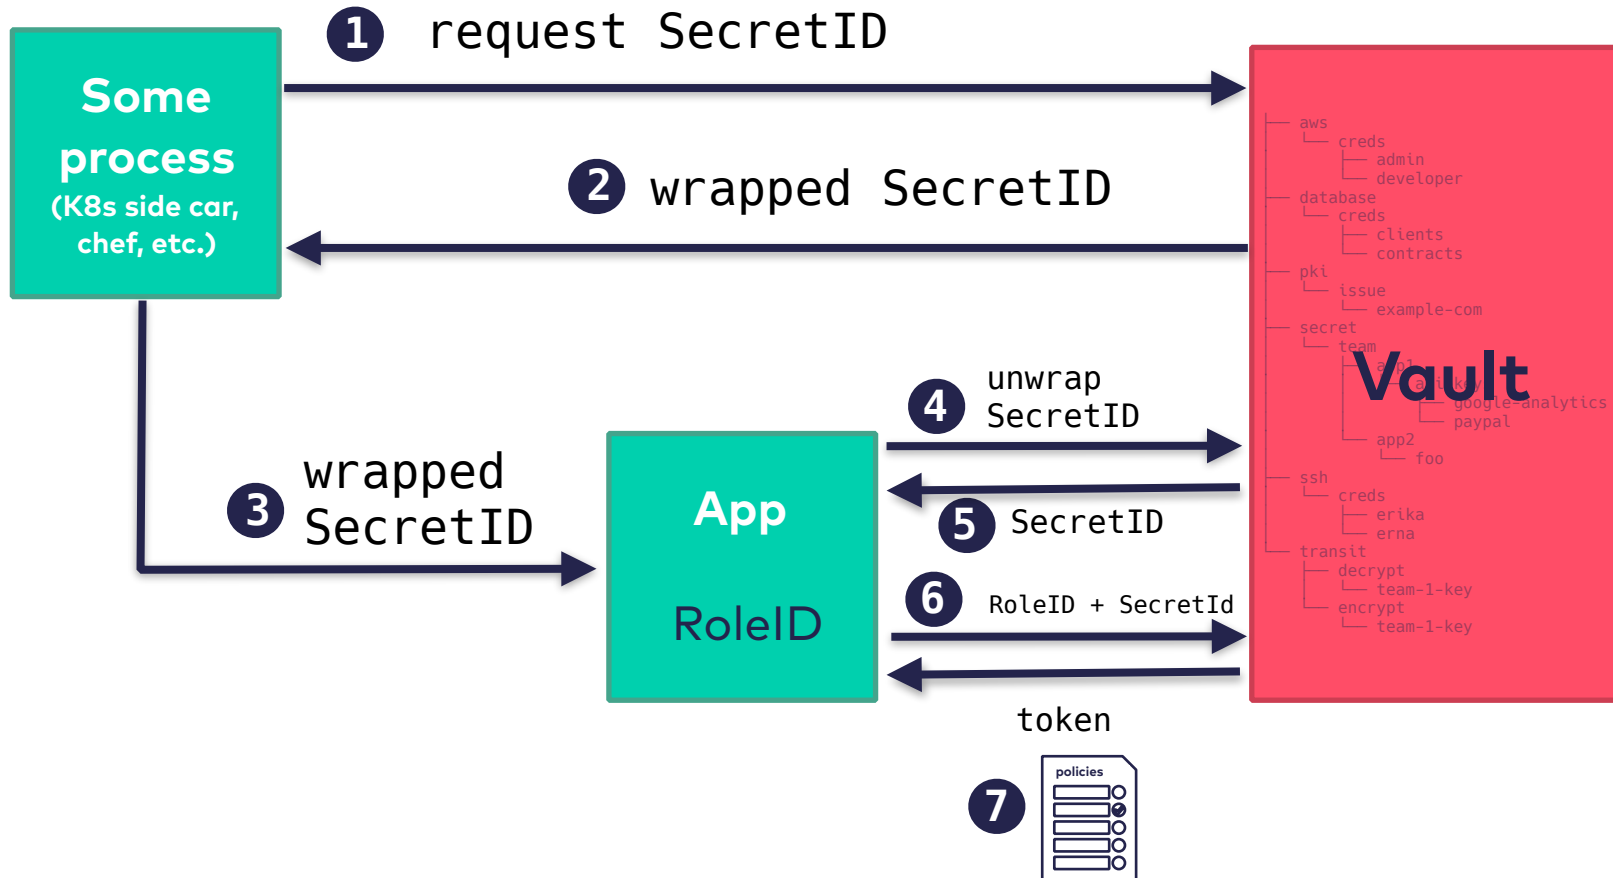 1 request SecretID
Some
process
(K8s side car,
chef, etc.)
2 wrapped SecretID
3 wrapped
SecretID
App
RoleID
4 unwrap
SecretID
5 SecretID
6 RoleID + SecretId
token
7
policies
Vault
aws
creds
admin
developer
database
creds
clients
contracts
pki
issue
example-com
secret
team
app1
google-analytics
paypal
app2
foo
ssh
creds
erika
erna
transit
decrypt
team-1-key
encrypt
team-1-key